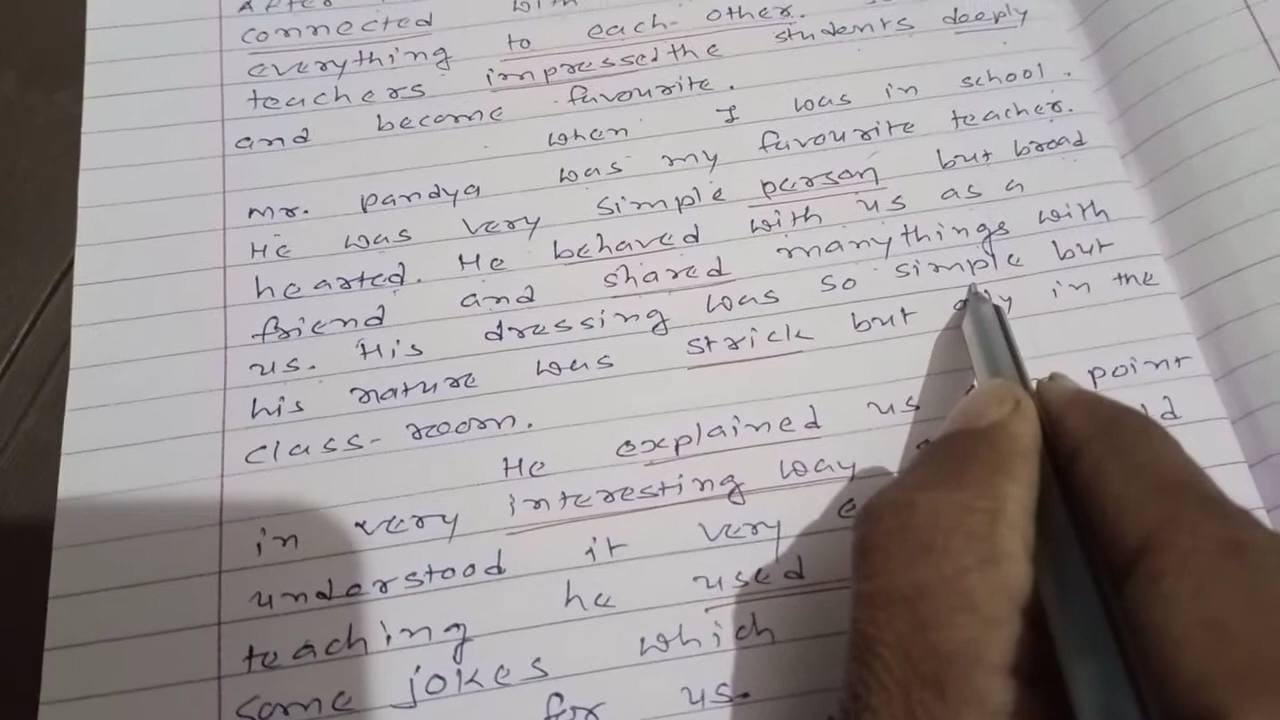 with
connected
everything to each other.
teachers impressed the students deeply
and become favourite.
when I was in school.
Mr. pandya was my favourite teacher.
He was very simple person but broad
hearted. He behaved with us as a
friend and shared manythings with
us. His dressing was so simple but
his nature was strick but in the
class-room.
He explained us point
in very interesting way
understood it very
teaching he used
some jokes which
for us.